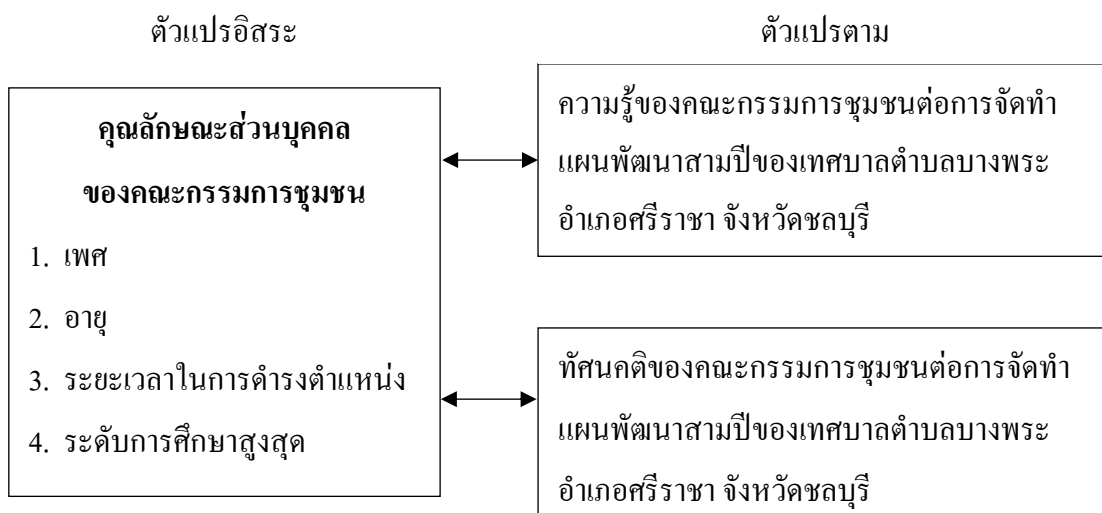 ตัวแปรอิสระ
ตัวแปรตาม
คุณลักษณะส่วนบุคคล
ของคณะกรรมการชุมชน
1. เพศ
2. อายุ
3. ระยะเวลาในการดำรงตำแหน่ง
4. ระดับการศึกษาสูงสุด
ความรู้ของคณะกรรมการชุมชนต่อการจัดทำ
แผนพัฒนาสามปีของเทศบาลตำบลบางพระ
อำเภอศรีราชา จังหวัดชลบุรี
ทัศนคติของคณะกรรมการชุมชนต่อการจัดทำ
แผนพัฒนาสามปีของเทศบาลตำบลบางพระ
อำเภอศรีราชา จังหวัดชลบุรี